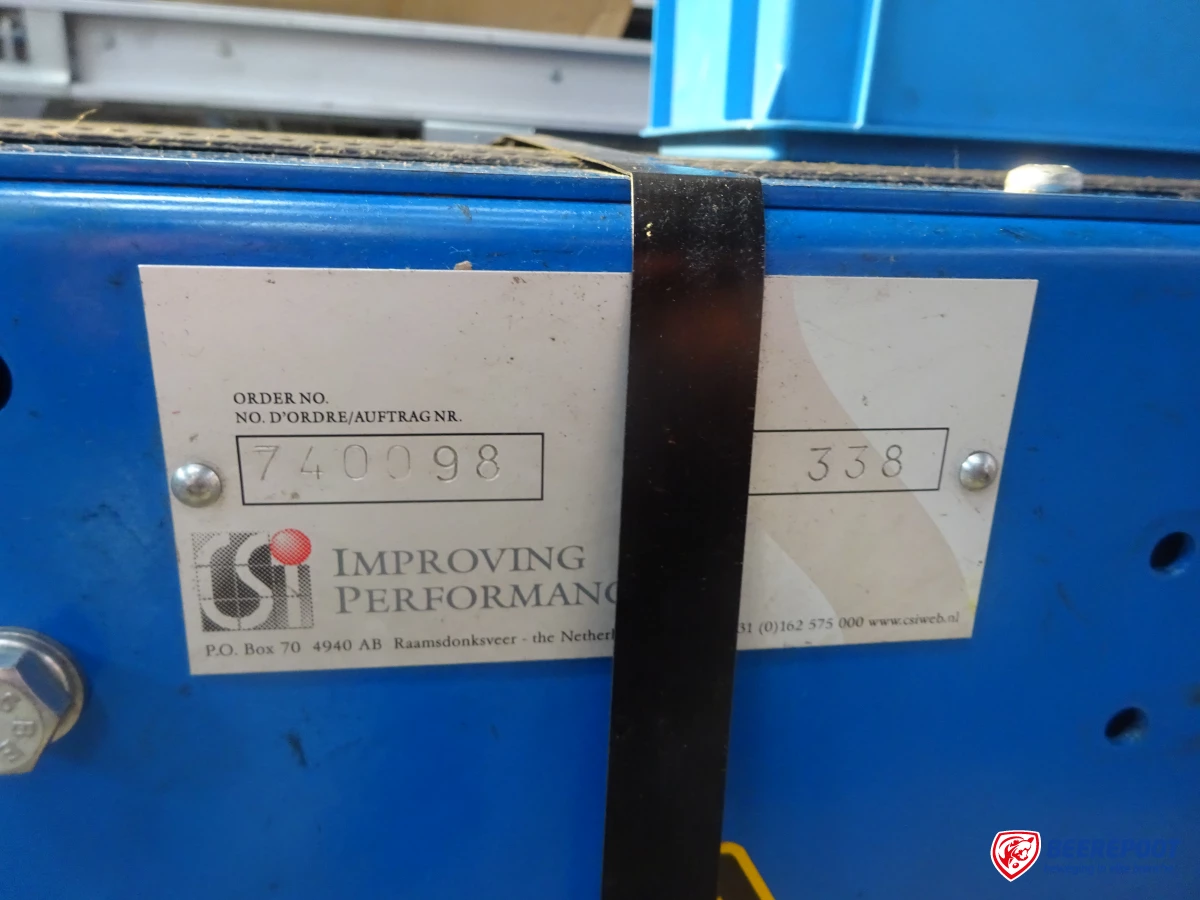 ORDER NO.
NO. D'ORDRE/AUFTRAG NR.
740098
338
CSi
IMPROVING
PERFORMANC
P.O. Box 70 4940 AB Raamsdonksveer - the Netherl 31 (0)162 575 000 www.csiweb.nl
BEEREPOOT